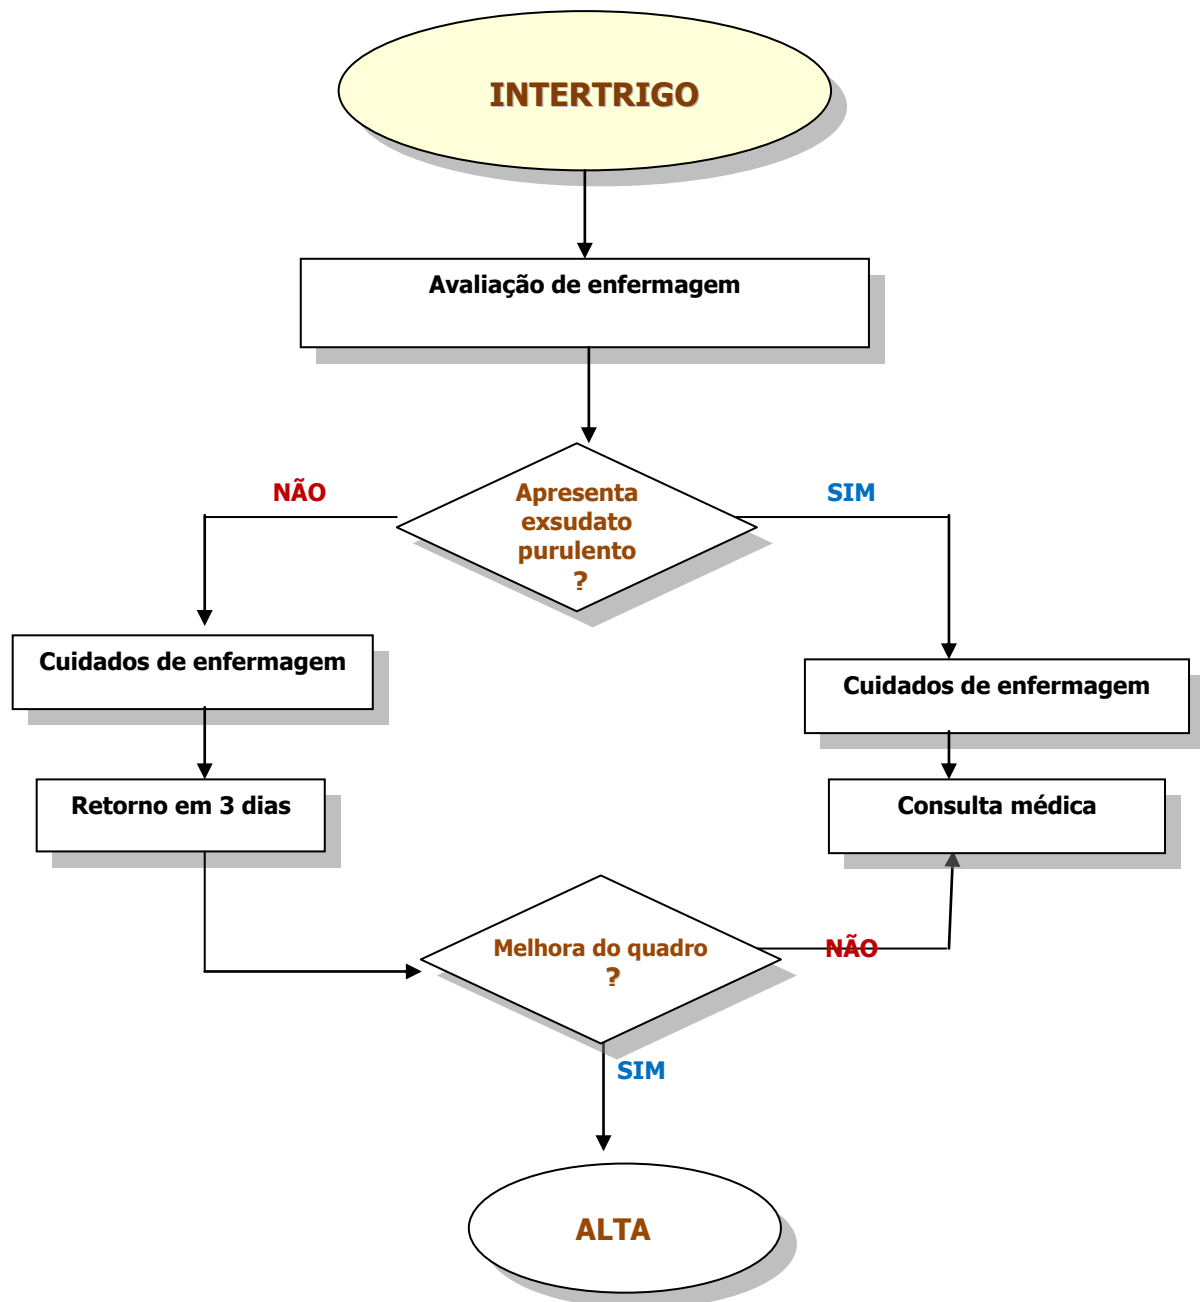 INTERTRIGO
Avaliação de enfermagem
Apresenta
exsudato
purulento
?
NÃO
SIM
Cuidados de enfermagem
Cuidados de enfermagem
Retorno em 3 dias
Consulta médica
Melhora do quadro
?
NÃO
SIM
ALTA